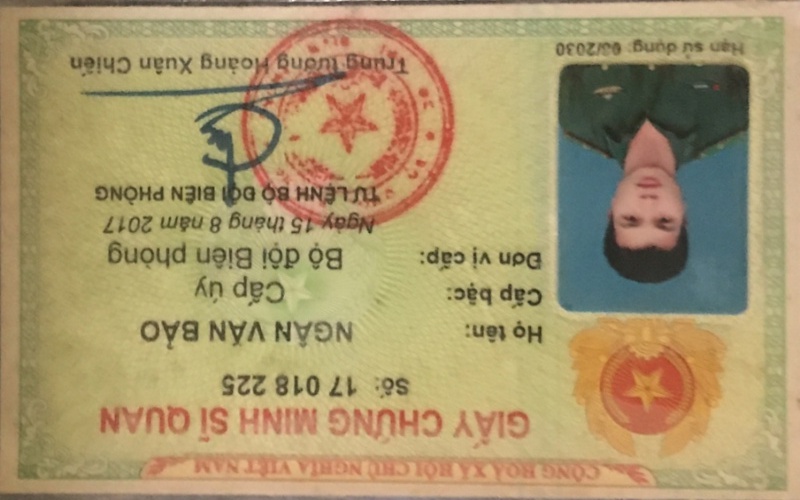 CỘNG HOÀ XÃ HỘI CHỦ NGHĨA VIỆT NAM
GIẤY CHỨNG MINH SĨ QUAN
Số: 17 018 225
Họ tên: NGÂN VĂN BẢO
Cấp bậc: Cấp úy
Đơn vị cấp: Bộ đội Biên phòng
Ngày 15 tháng 8 năm 2017
TƯ LỆNH BỘ ĐỘI BIÊN PHÒNG
Trung tướng Hoàng Xuân Chiến
Hạn sử dụng: 06/2030